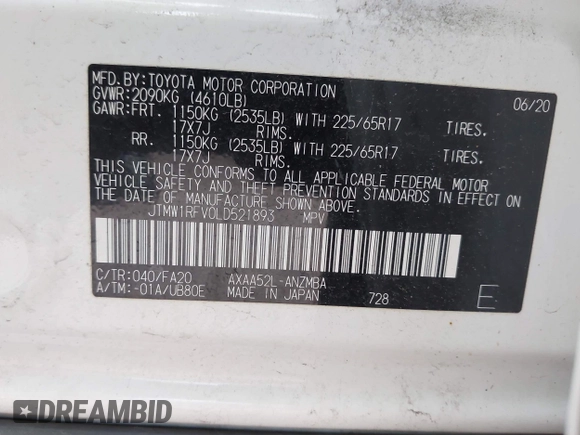 MFD.BY:TOYOTA MOTOR CORPORATION 06/20
GVWR:2090KG (4610LB)
GAWR:FRT. 1150KG (2535LB) WITH 225/65R17 TIRES.
17X7J RIMS.
RR. 1150KG (2535LB) WITH 225/65R17 TIRES.
17X7J RIMS.
THIS VEHICLE CONFORMS TO ALL APPLICABLE FEDERAL MOTOR
VEHICLE SAFETY AND THEFT PREVENTION STANDARDS IN EFFECT ON
THE DATE OF MANUFACTURE SHOWN ABOVE.
JTMW1RFV0LD521893 MPV
C/TR:040/FA20 AXAA52L-ANZMBA
A/TM:-01A/UB80E MADE IN JAPAN 728 E
DREAMBID